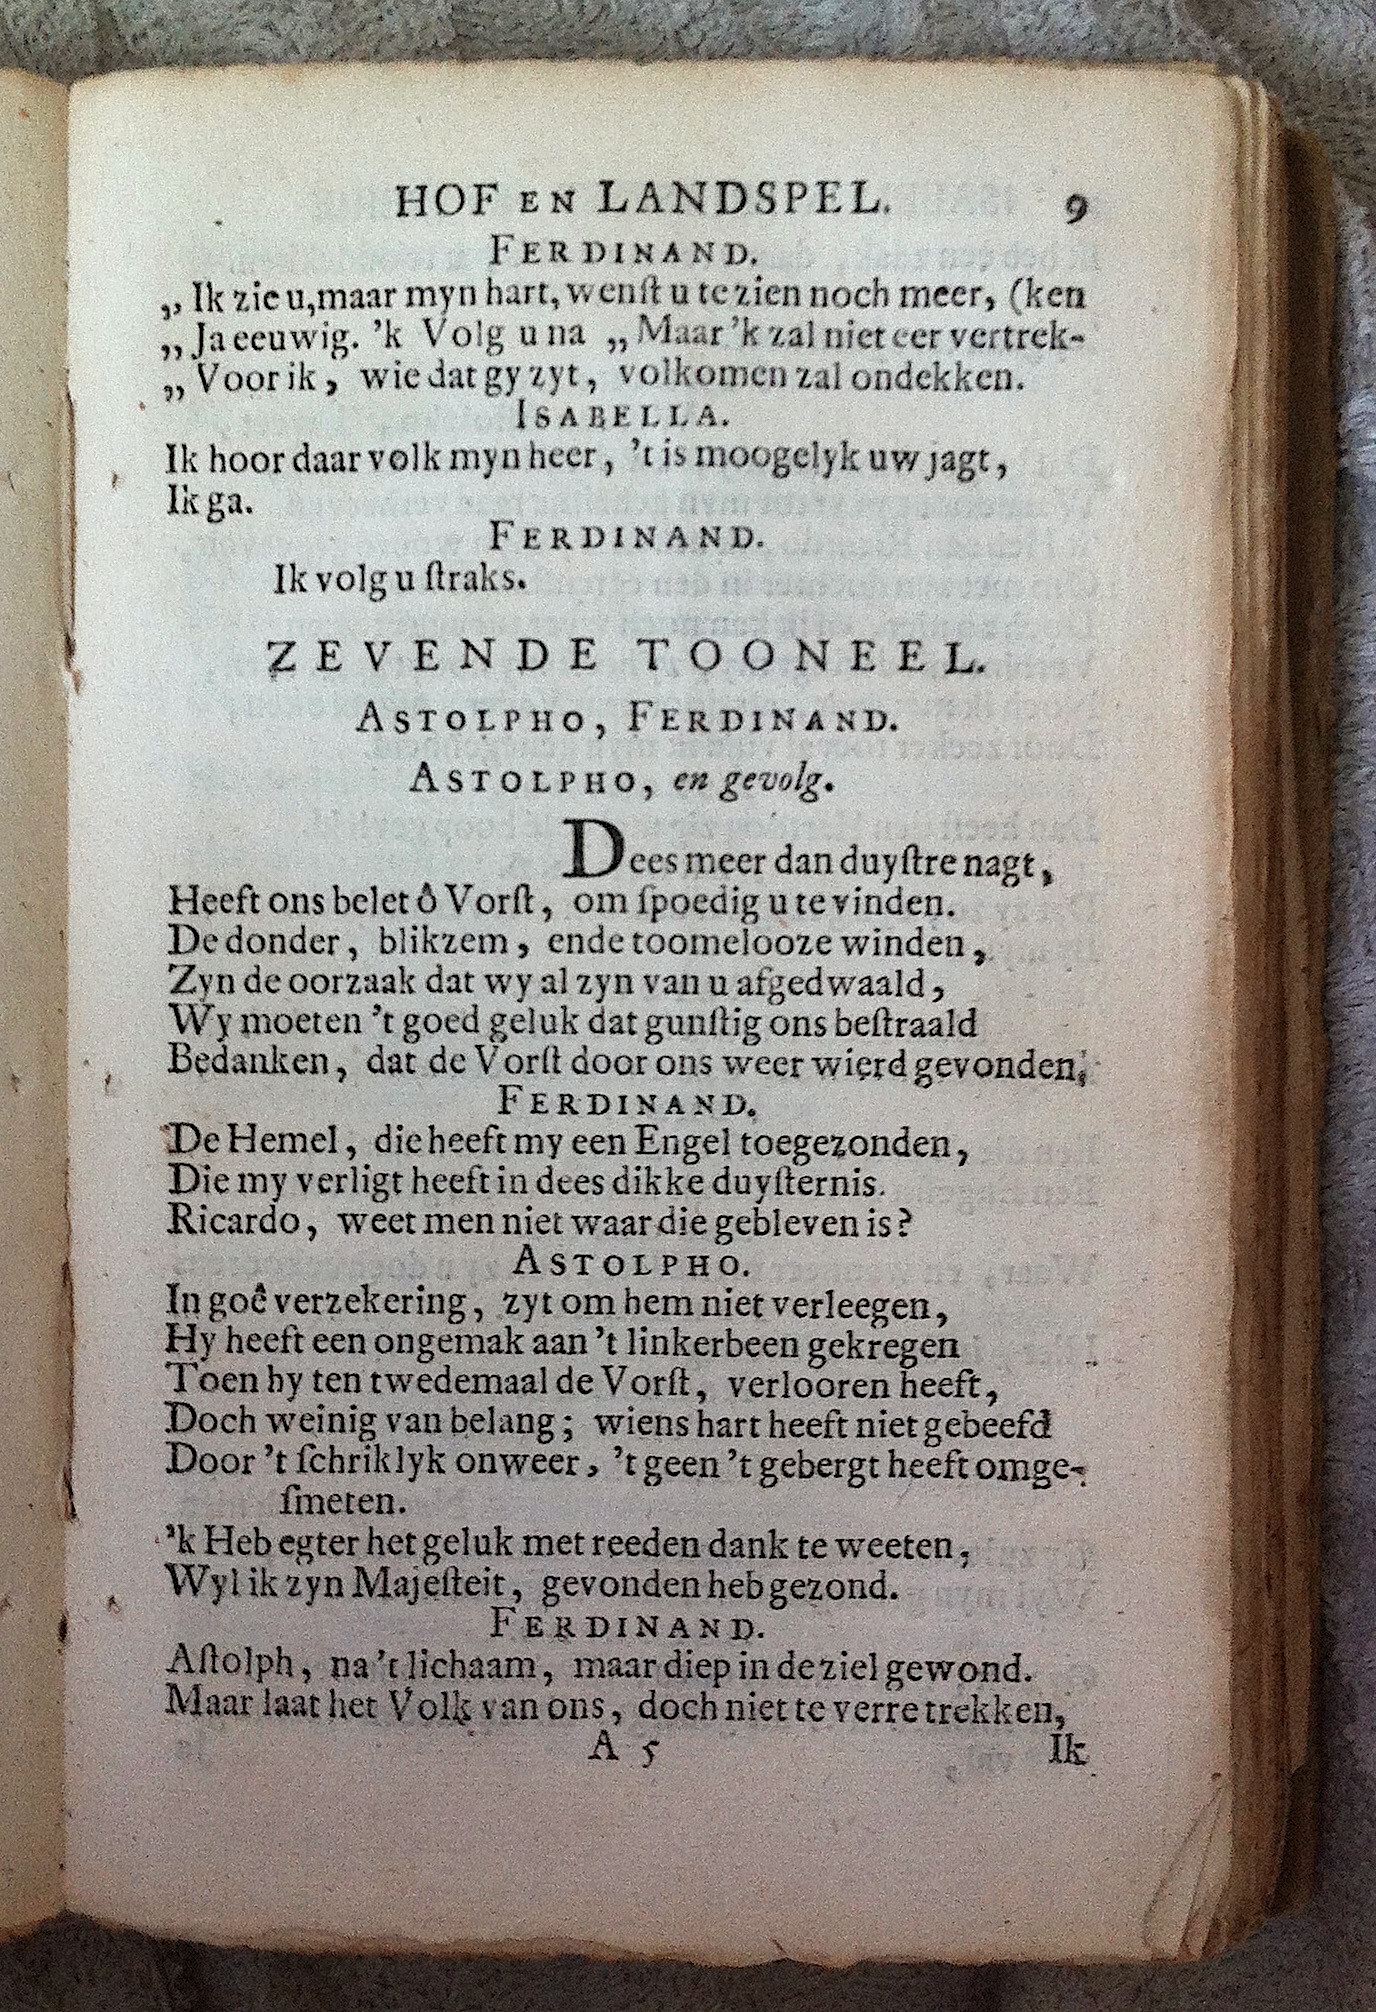 HOF EN LANDSPEL. 9
FERDINAND.
„ Ik zie u, maar myn hart, wenſt u te zien noch meer, (ken
„ Ja eeuwig. 'k Volg u na „ Maar 'k zal niet eer vertrek-
„ Voor ik, wie dat gy zyt, volkomen zal ondekken.
ISABELLA.
Ik hoor daar volk myn heer, 't is moogelyk uw jagt,
Ik ga.
FERDINAND.
Ik volg u ſtraks.
ZEVENDE TOONEEL.
ASTOLPHO, FERDINAND.
ASTOLPHO, en gevolg.
Dees meer dan duyſtre nagt,
Heeft ons belet ô Vorſt, om ſpoedig u te vinden.
De donder, blikzem, ende toomelooze winden,
Zyn de oorzaak dat wy al zyn van u afgedwaald,
Wy moeten 't goed geluk dat gunſtig ons beſtraald
Bedanken, dat de Vorſt door ons weer wierd gevonden.
FERDINAND.
De Hemel, die heeft my een Engel toegezonden,
Die my verligt heeft in dees dikke duyſternis.
Ricardo, weet men niet waar die gebleven is?
ASTOLPHO.
In goê verzekering, zyt om hem niet verleegen,
Hy heeft een ongemak aan 't linkerbeen gekregen
Toen hy ten twedemaal de Vorſt, verlooren heeft,
Doch weinig van belang; wiens hart heeft niet gebeefd
Door 't ſchriklyk onweer, 't geen 't gebergt heeft omge-
ſmeten.
'k Heb egter het geluk met reeden dank te weeten,
Wyl ik zyn Majeſteit, gevonden heb gezond.
FERDINAND.
Aſtolph, na 't lichaam, maar diep in de ziel gewond.
Maar laat het Volk van ons, doch niet te verre trekken,
A 5 Ik